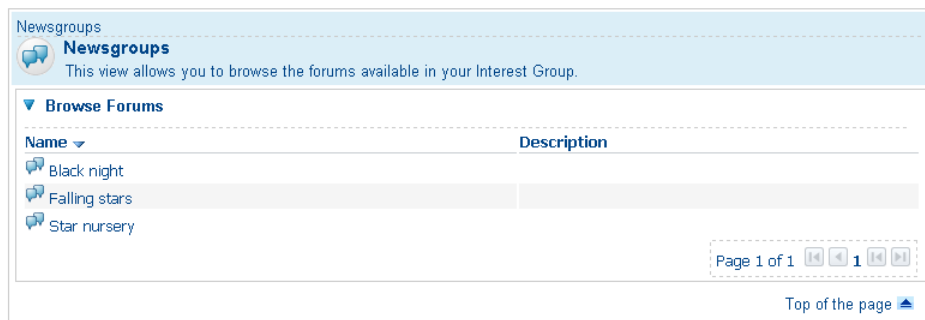 Newsgroups
Newsgroups
This view allows you to browse the forums available in your Interest Group.
Browse Forums
Name Description
Black night
Falling stars
Star nursery
Page 1 of 1 1
Top of the page